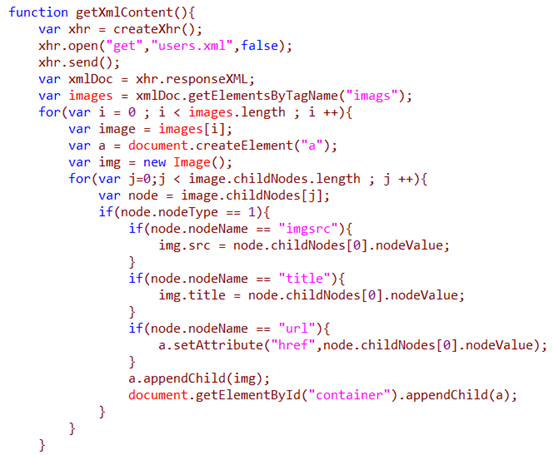 function getXmlContent(){
    var xhr = createXhr();
    xhr.open("get","users.xml",false);
    xhr.send();
    var xmlDoc = xhr.responseXML;
    var images = xmlDoc.getElementsByTagName("imags");
    for(var i = 0 ; i < images.length ; i ++){
        var image = images[i];
        var a = document.createElement("a");
        var img = new Image();
        for(var j=0;j < image.childNodes.length ; j ++){
            var node = image.childNodes[j];
            if(node.nodeType == 1){
                if(node.nodeName == "imgsrc"){
                    img.src = node.childNodes[0].nodeValue;
                }
                if(node.nodeName == "title"){
                    img.title = node.childNodes[0].nodeValue;
                }
                if(node.nodeName == "url"){
                    a.setAttribute("href",node.childNodes[0].nodeValue);
                }
                a.appendChild(img);
                document.getElementById("container").appendChild(a);
            }
        }
    }